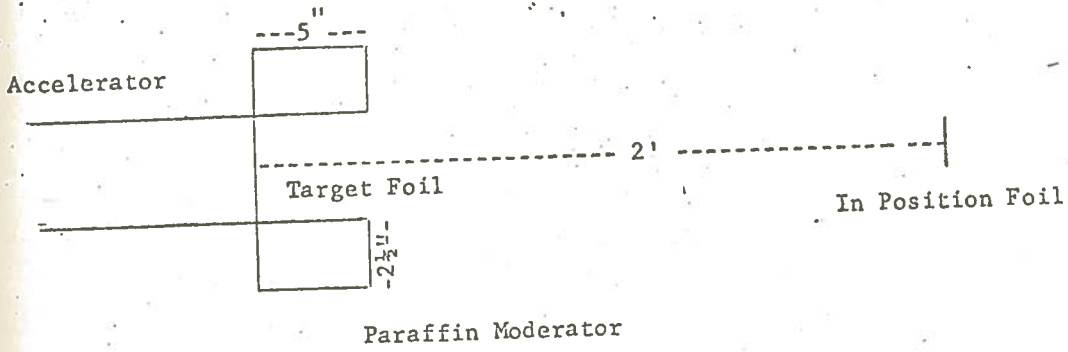 ---5"---
Accelerator
2'
Target Foil
In Position Foil
-2½"-
Paraffin Moderator